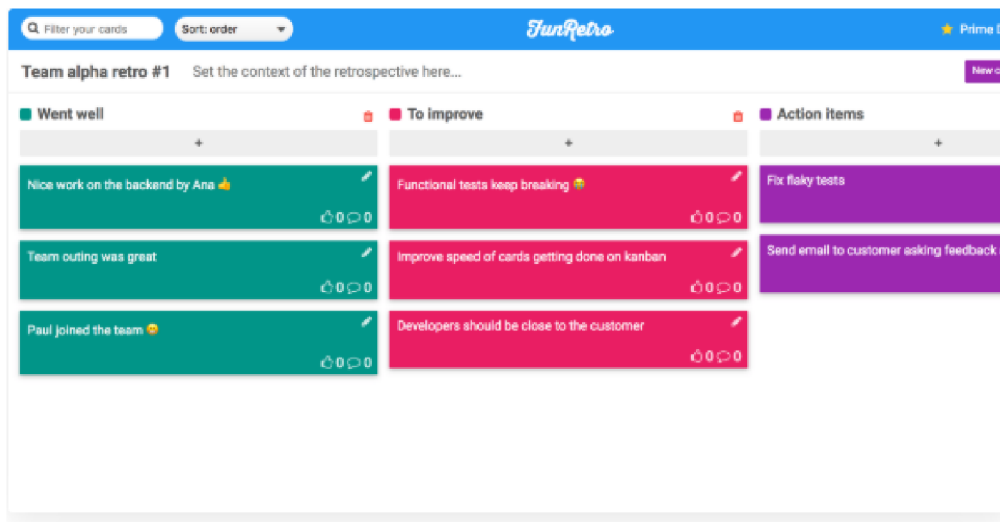 Filter your cards
Sort: order
FunRetro
Prime
Team alpha retro #1
Set the context of the retrospective here...
New
Went well
To improve
Action items
+
+
+
Nice work on the backend by Ana 👍
0 0
Team outing was great
0 0
Paul joined the team 😀
0 0
Functional tests keep breaking 😭
0 0
Improve speed of cards getting done on kanban
0 0
Developers should be close to the customer
0 0
Fix flaky tests
Send email to customer asking feedback